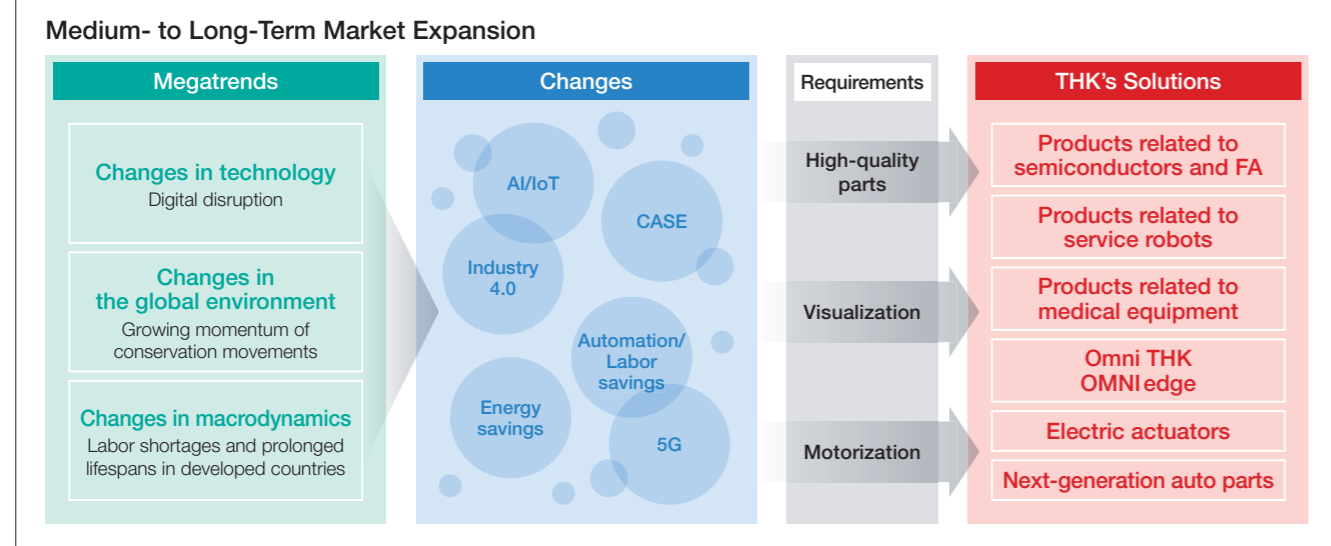 Medium- to Long-Term Market Expansion
Megatrends
Changes in technology
Digital disruption
Changes in
the global environment
Growing momentum of
conservation movements
Changes in macrodynamics
Labor shortages and prolonged
lifespans in developed countries
Changes
AI/IoT
CASE
Industry
4.0
Automation/
Labor
savings
Energy
savings
5G
Requirements
High-quality
parts
Visualization
Motorization
THK's Solutions
Products related to
semiconductors and FA
Products related to
service robots
Products related to
medical equipment
Omni THK
OMNI edge
Electric actuators
Next-generation auto parts